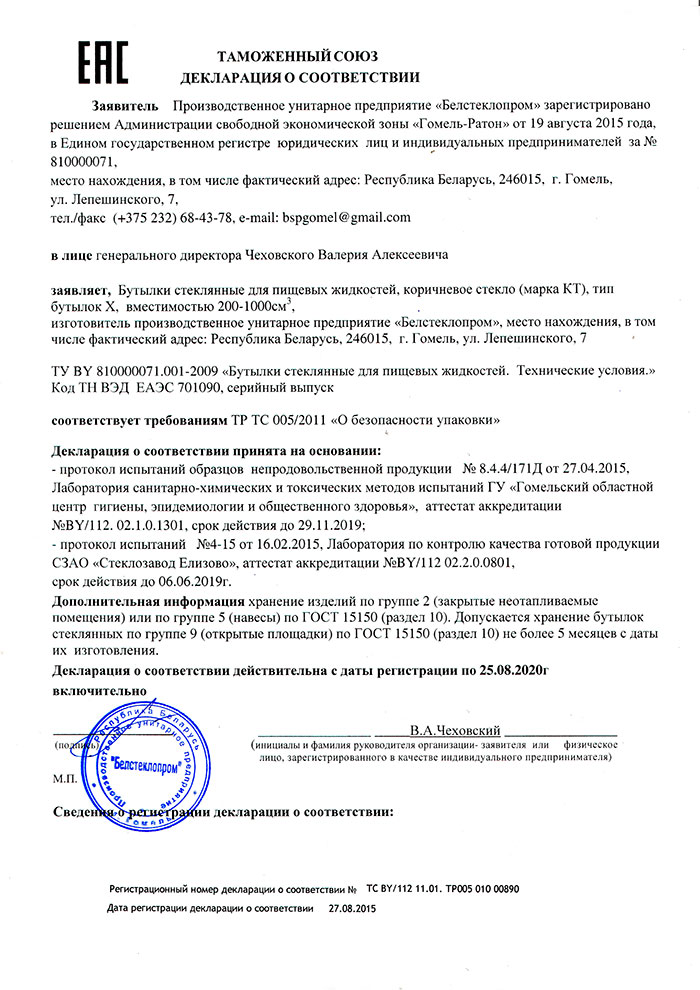 ЕАС
ТАМОЖЕННЫЙ СОЮЗ
ДЕКЛАРАЦИЯ О СООТВЕТСТВИИ
Заявитель Производственное унитарное предприятие «Белстеклопром» зарегистрировано
решением Администрации свободной экономической зоны «Гомель-Ратон» от 19 августа 2015 года,
в Едином государственном регистре юридических лиц и индивидуальных предпринимателей за №
810000071,
место нахождения, в том числе фактический адрес: Республика Беларусь, 246015, г. Гомель,
ул. Лепешинского, 7,
тел./факс (+375 232) 68-43-78, e-mail: bspgomel@gmail.com
в лице генерального директора Чеховского Валерия Алексеевича
заявляет, Бутылки стеклянные для пищевых жидкостей, коричневое стекло (марка КТ), тип
бутылок X, вместимостью 200-1000см³,
изготовитель производственное унитарное предприятие «Белстеклопром», место нахождения, в том
числе фактический адрес: Республика Беларусь, 246015, г. Гомель, ул. Лепешинского, 7
ТУ BY 810000071.001-2009 «Бутылки стеклянные для пищевых жидкостей. Технические условия.»
Код ТН ВЭД ЕАЭС 701090, серийный выпуск
соответствует требованиям ТР ТС 005/2011 «О безопасности упаковки»
Декларация о соответствии принята на основании:
- протокол испытаний образцов непродовольственной продукции № 8.4.4/171Д от 27.04.2015,
Лаборатория санитарно-химических и токсических методов испытаний ГУ «Гомельский областной
центр гигиены, эпидемиологии и общественного здоровья», аттестат аккредитации
№BY/112. 02.1.0.1301, срок действия до 29.11.2019;
- протокол испытаний №4-15 от 16.02.2015, Лаборатория по контролю качества готовой продукции
СЗАО «Стеклозавод Елизово», аттестат аккредитации №BY/112 02.2.0.0801,
срок действия до 06.06.2019г.
Дополнительная информация хранение изделий по группе 2 (закрытые неотапливаемые
помещения) или по группе 5 (навесы) по ГОСТ 15150 (раздел 10). Допускается хранение бутылок
стеклянных по группе 9 (открытые площадки) по ГОСТ 15150 (раздел 10) не более 5 месяцев с даты
их изготовления.
Декларация о соответствии действительна с даты регистрации по 25.08.2020г
включительно
В.А.Чеховский
(подпись)
(инициалы и фамилия руководителя организации- заявителя или физическое
лицо, зарегистрированного в качестве индивидуального предпринимателя)
М.П.
Республика Беларусь
Производственное унитарное предприятие
"Белстеклопром"
Сведения о регистрации декларации о соответствии:
Регистрационный номер декларации о соответствии № ТС BY/112 11.01. ТР005 010 00890
Дата регистрации декларации о соответствии 27.08.2015